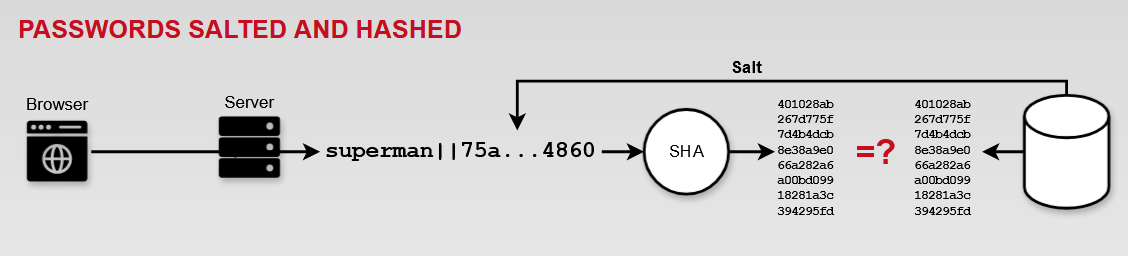 PASSWORDS SALTED AND HASHED
Salt
Browser
Server
superman||75a...4860
SHA
401028ab
267d775f
7d4b4dcb
8e38a9e0
66a282a6
a00bd099
18281a3c
394295fd
=?
401028ab
267d775f
7d4b4dcb
8e38a9e0
66a282a6
a00bd099
18281a3c
394295fd